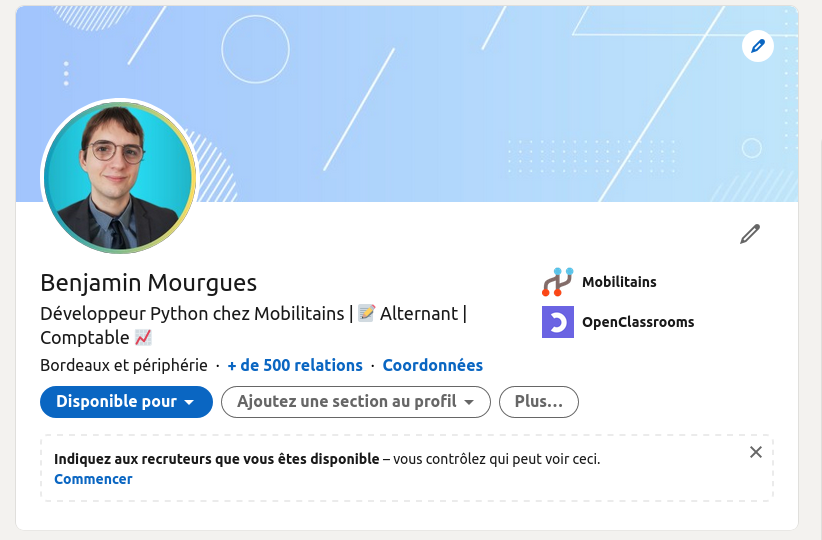 Benjamin Mourgues
Développeur Python chez Mobilitains | 📝 Alternant |
Comptable 📈
Bordeaux et périphérie · + de 500 relations · Coordonnées
Mobilitains
OpenClassrooms
Disponible pour
Ajoutez une section au profil
Plus…
Indiquez aux recruteurs que vous êtes disponible – vous contrôlez qui peut voir ceci.
Commencer